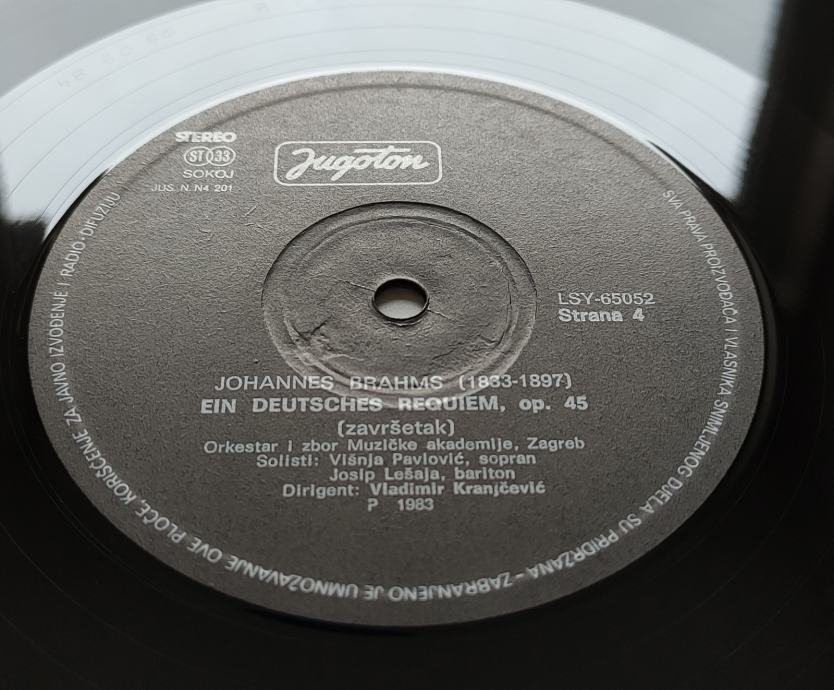 STEREO
ST 33
SOKOJ
JUS. N. N4 201
Jugoton
LSY-65052
Strana 4
JOHANNES BRAHMS (1833-1897)
EIN DEUTSCHES REQUIEM, op. 45
(završetak)
Orkestar i zbor Muzičke akademije, Zagreb
Solisti: Višnja Pavlović, sopran
Josip Lešaja, bariton
Dirigent: Vladimir Kranjčević
P 1983
SVA PRAVA PROIZVOĐAČA I VLASNIKA SNIMLJENOG DJELA SU PRIDRŽANA - ZABRANJENO JE UMNOŽAVANJE OVE PLOČE, KORIŠĆENJE ZA JAVNO IZVOĐENJE I RADIO-DIFUZIJU